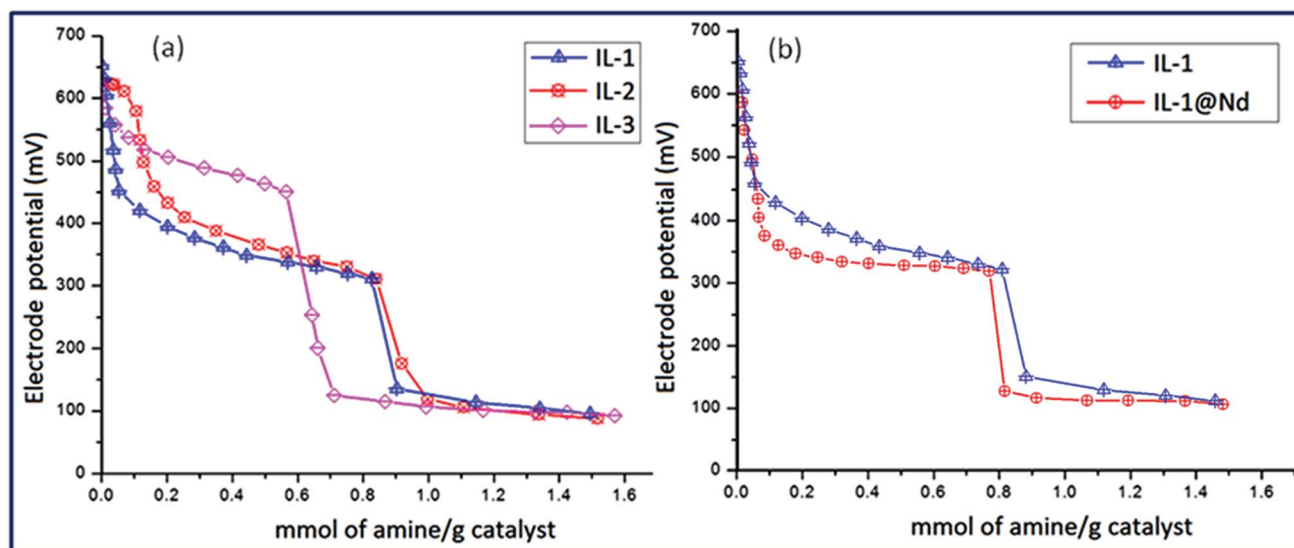 (a)
IL-1
IL-2
IL-3
Electrode potential (mV)
700
600
500
400
300
200
100
0
0.0 0.2 0.4 0.6 0.8 1.0 1.2 1.4 1.6
mmol of amine/g catalyst
(b)
IL-1
IL-1@Nd
Electrode potential (mV)
700
600
500
400
300
200
100
0
0.0 0.2 0.4 0.6 0.8 1.0 1.2 1.4 1.6
mmol of amine/g catalyst